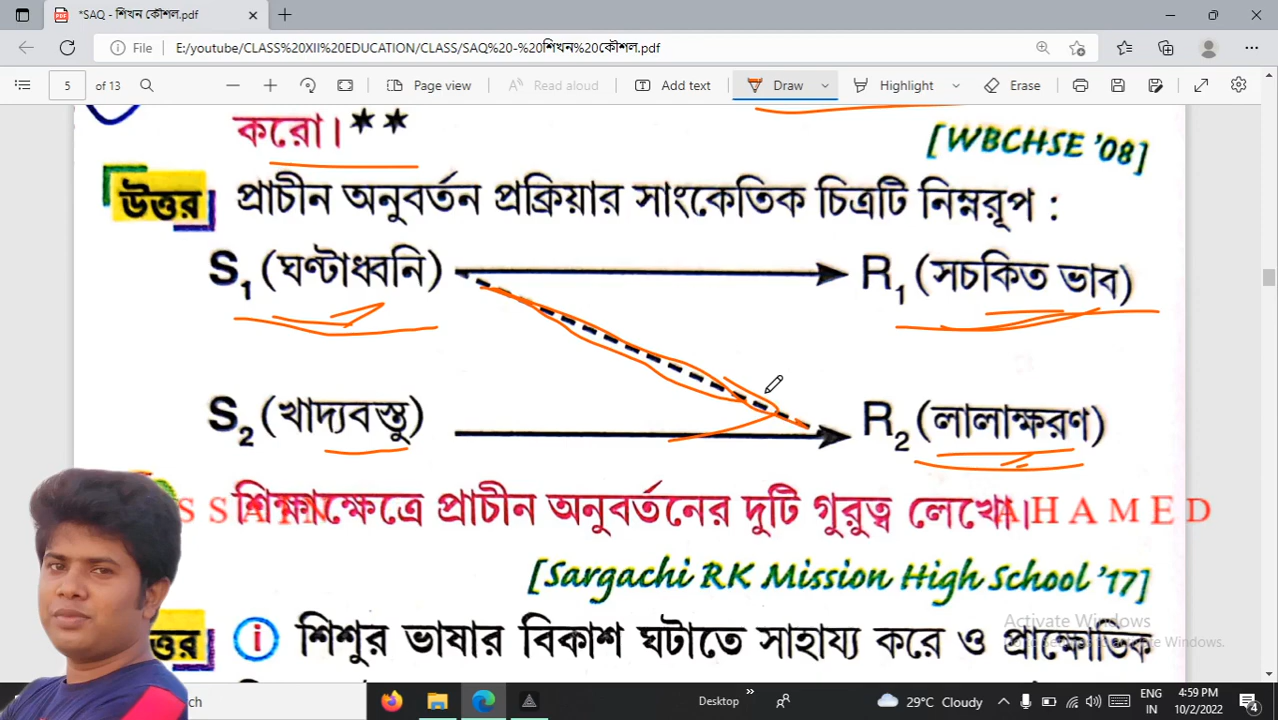 *SAQ - শিখন কৌশল.pdf
File E:/youtube/CLASS%20XII%20EDUCATION/CLASS/SAQ%20-%20শিখন%20কৌশল.pdf
5 of 13 Page view Read aloud Add text Draw Highlight Erase
করো।**
[WBCHSE '08]
উত্তর প্রাচীন অনুবর্তন প্রক্রিয়ার সাংকেতিক চিত্রটি নিম্নরূপ :
S1 (ঘণ্টাধ্বনি) R1 (সচকিত ভাব)
S2 (খাদ্যবস্তু) R2 (লালাক্ষরণ)
শিক্ষাক্ষেত্রে প্রাচীন অনুবর্তনের দুটি গুরুত্ব লেখো।
AHAMED
[Sargachi RK Mission High School '17]
Activate Windows
i শিশুর ভাষার বিকাশ ঘটাতে সাহায্য করে ও প্রাক্ষোভিক
Desktop 29°C Cloudy ENG IN 4:59 PM 10/2/2022 4